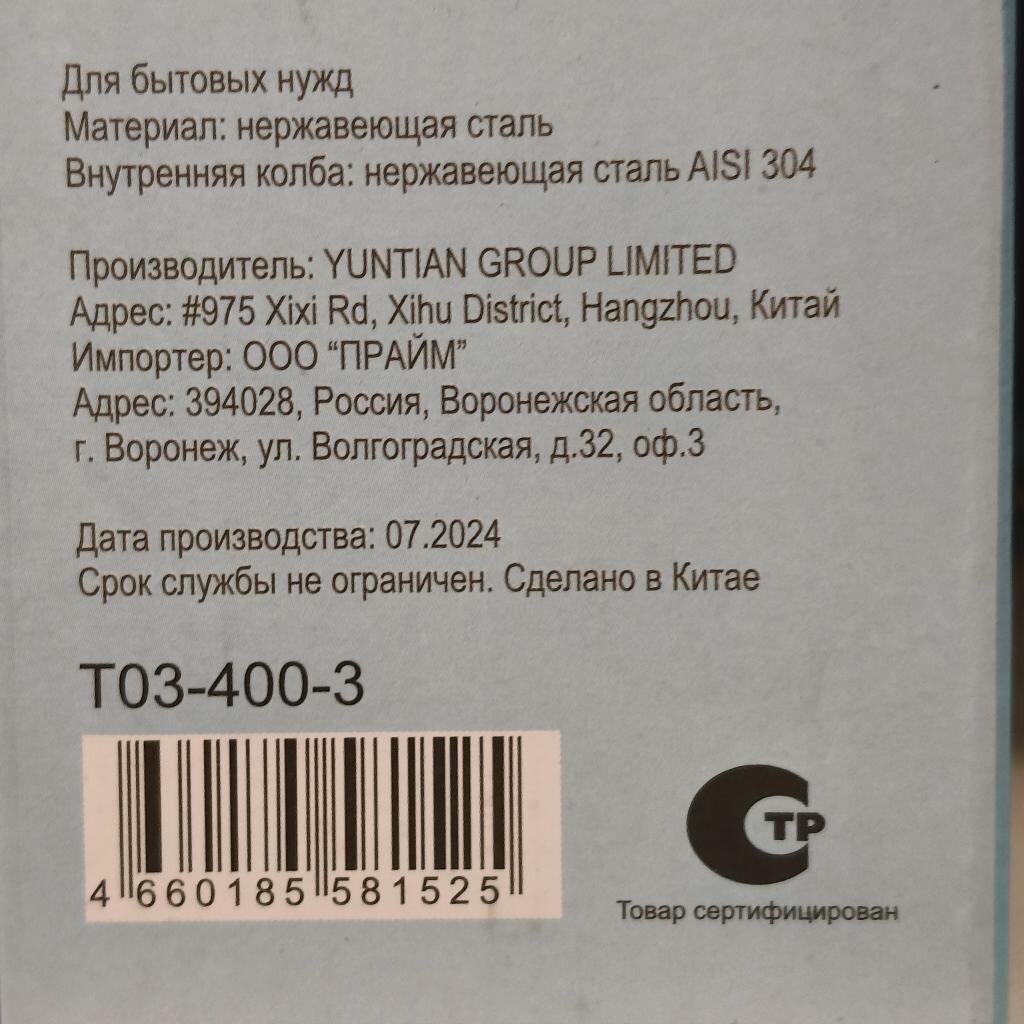 Для бытовых нужд
Материал: нержавеющая сталь
Внутренняя колба: нержавеющая сталь AISI 304
Производитель: YUNTIAN GROUP LIMITED
Адрес: #975 Xixi Rd, Xihu District, Hangzhou, Китай
Импортер: ООО “ПРАЙМ”
Адрес: 394028, Россия, Воронежская область,
г. Воронеж, ул. Волгоградская, д.32, оф.3
Дата производства: 07.2024
Срок службы не ограничен. Сделано в Китае
Т03-400-3
4 660185 581525
СТР
Товар сертифицирован